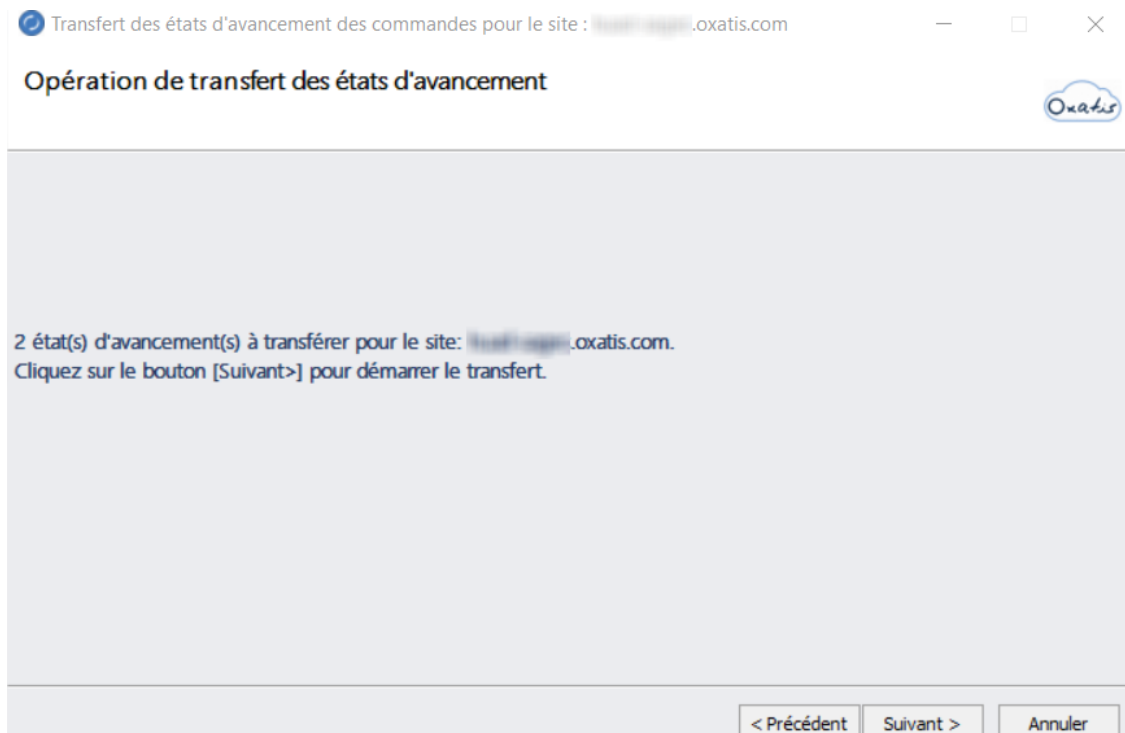 Transfert des états d'avancement des commandes pour le site : .oxatis.com
Opération de transfert des états d'avancement
Oxatis
2 état(s) d'avancement(s) à transférer pour le site: .oxatis.com.
Cliquez sur le bouton [Suivant>] pour démarrer le transfert.
< Précédent Suivant > Annuler